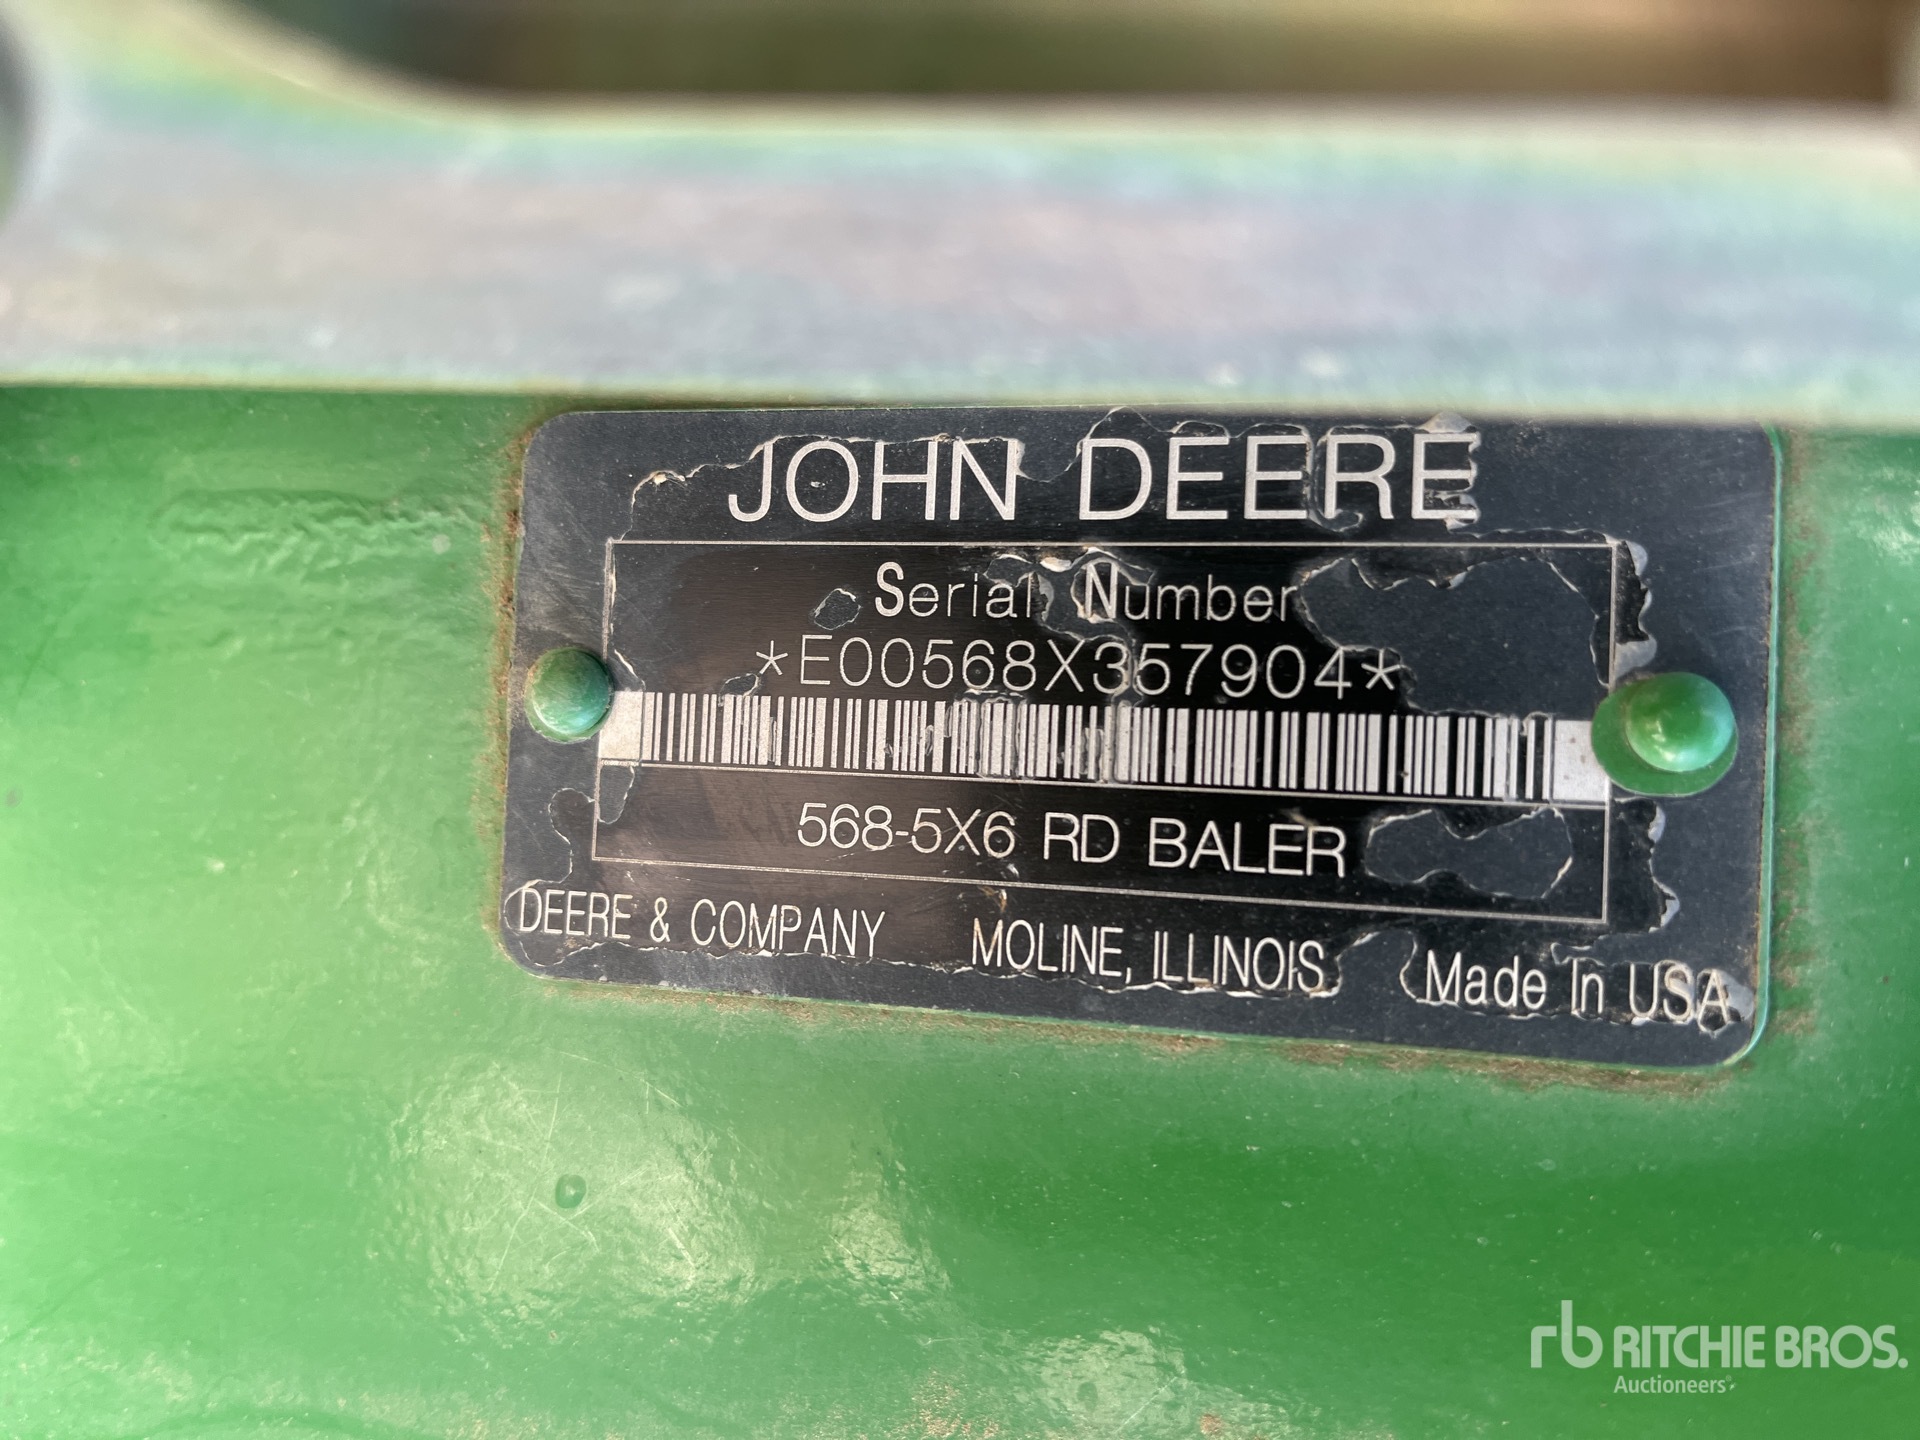 JOHN DEERE
Serial Number
*E00568X357904*
568-5X6 RD BALER
DEERE & COMPANY MOLINE, ILLINOIS Made In USA
rb RITCHIE BROS.
Auctioneers